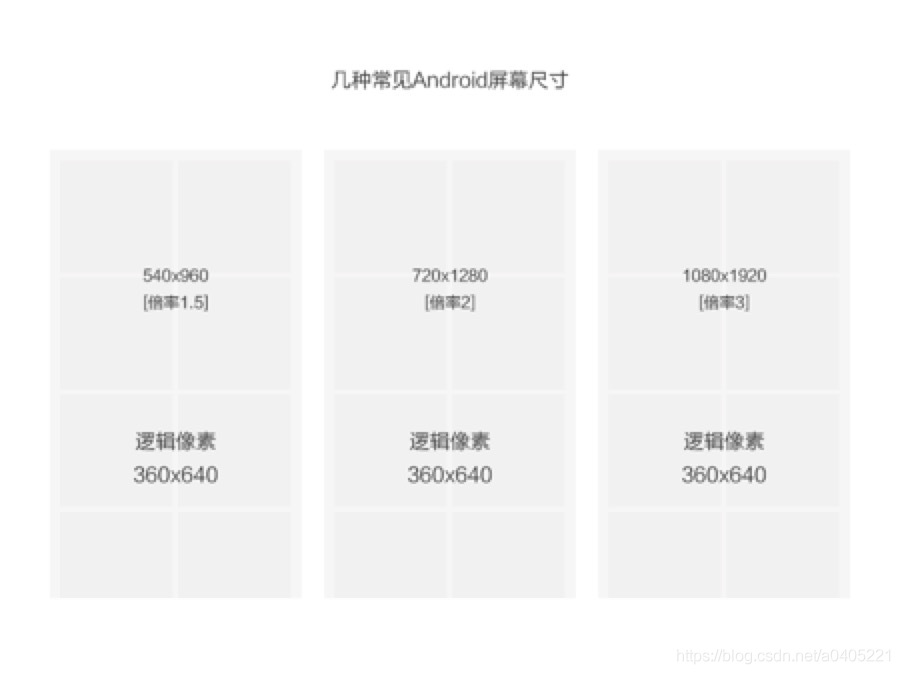 几种常见Android屏幕尺寸
540x960
[倍率1.5]
逻辑像素
360x640
720x1280
[倍率2]
逻辑像素
360x640
1080x1920
[倍率3]
逻辑像素
360x640
https://blog.csdn.net/a0405221